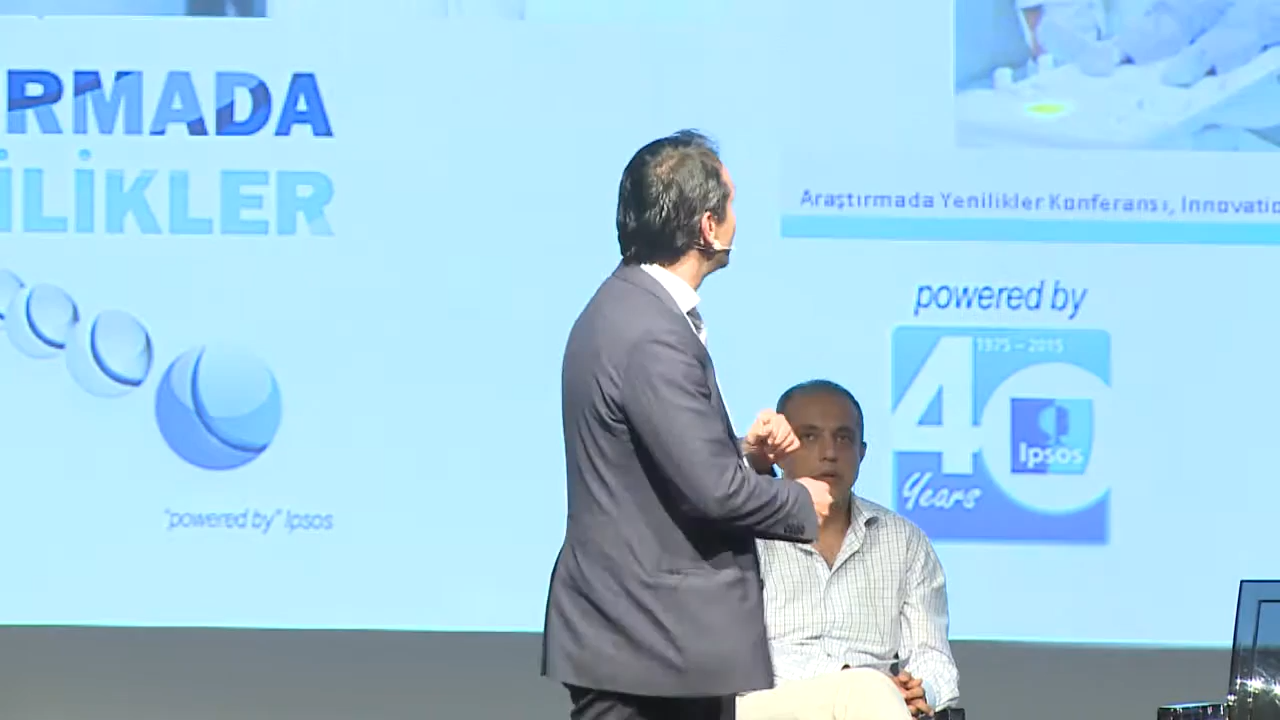 RMADA
İLİKLER
"powered by" Ipsos
Araştırmada Yenilikler Konferansı, Innovatio
powered by
40
1975 – 2015
Ipsos
Years